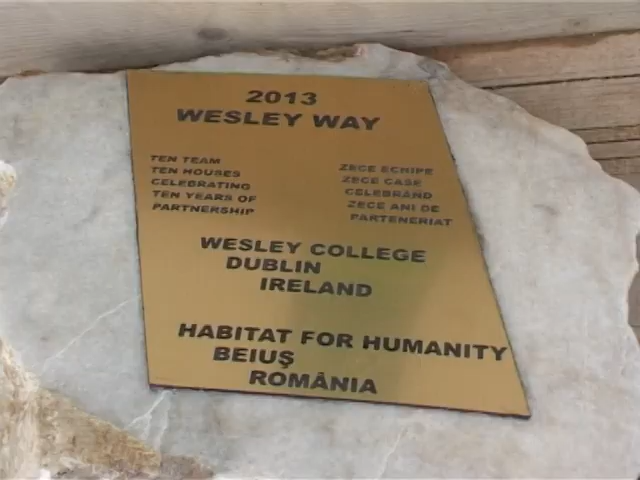 2013
WESLEY WAY
TEN TEAM
TEN HOUSES
CELEBRATING
TEN YEARS OF
PARTNERSHIP
ZECE ECHIPE
ZECE CASE
CELEBRÂND
ZECE ANI DE
PARTENERIAT
WESLEY COLLEGE
DUBLIN
IRELAND
HABITAT FOR HUMANITY
BEIUŞ
ROMÂNIA